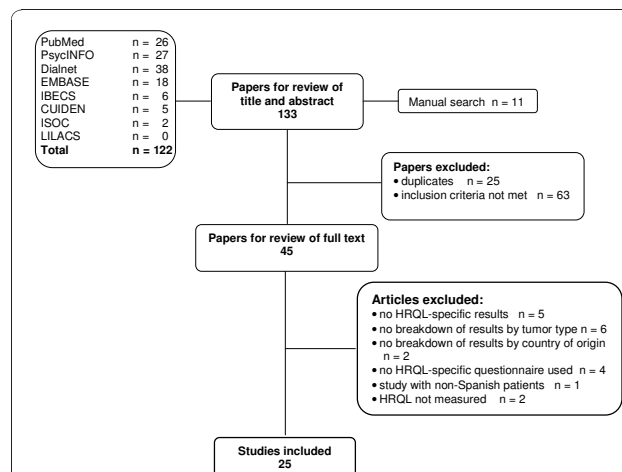 PubMed n = 26
PsycINFO n = 27
Dialnet n = 38
EMBASE n = 18
IBECS n = 6
CUIDEN n = 5
ISOC n = 2
LILACS n = 0
Total n = 122
Papers for review of
title and abstract
133
Manual search n = 11
Papers excluded:
• duplicates n = 25
• inclusion criteria not met n = 63
Papers for review of full text
45
Articles excluded:
• no HRQL-specific results n = 5
• no breakdown of results by tumor type n = 6
• no breakdown of results by country of origin
n = 2
• no HRQL-specific questionnaire used n = 4
• study with non-Spanish patients n = 1
• HRQL not measured n = 2
Studies included
25